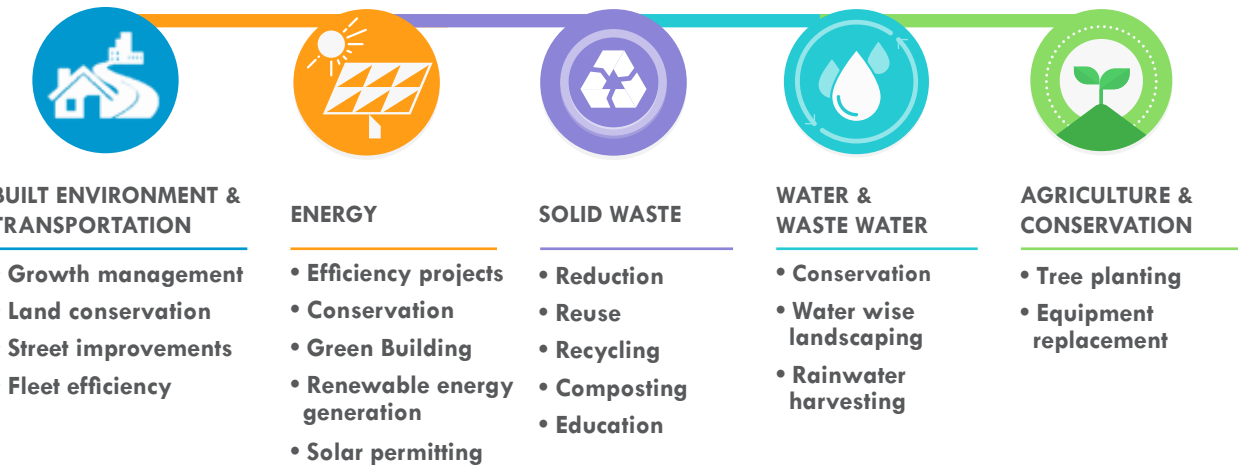 BUILT ENVIRONMENT &
TRANSPORTATION
Growth management
Land conservation
Street improvements
Fleet efficiency
ENERGY
• Efficiency projects
• Conservation
• Green Building
• Renewable energy
generation
• Solar permitting
SOLID WASTE
• Reduction
• Reuse
• Recycling
• Composting
• Education
WATER &
WASTE WATER
• Conservation
• Water wise
landscaping
• Rainwater
harvesting
AGRICULTURE &
CONSERVATION
• Tree planting
• Equipment
replacement